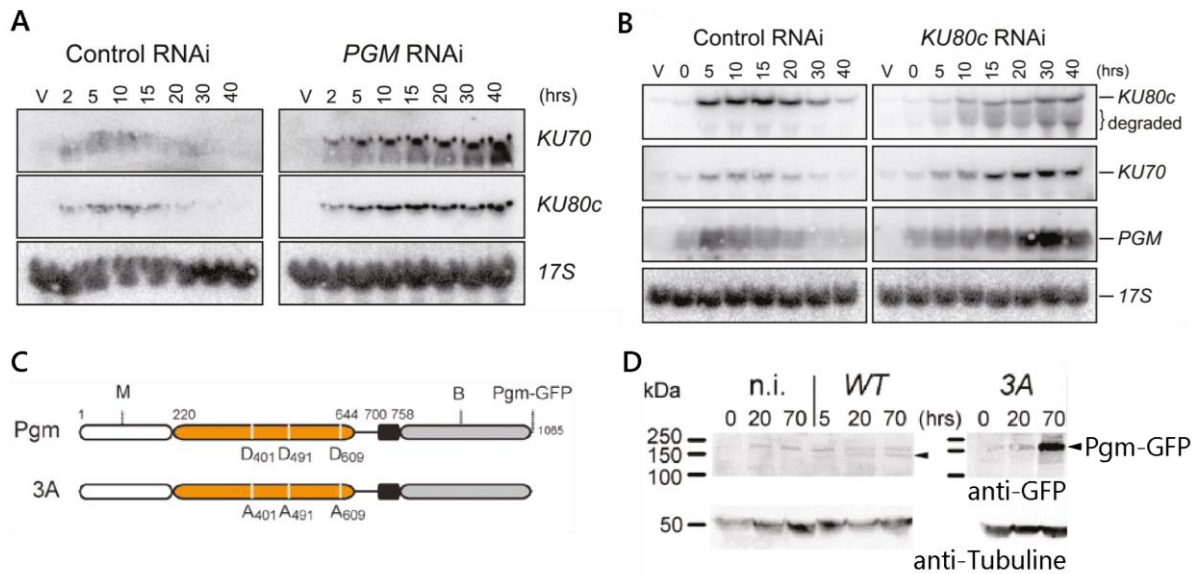 A
Control RNAi
PGM RNAi
V 2 5 10 15 20 30 40
V 2 5 10 15 20 30 40 (hrs)
KU70
KU80c
17S
B
Control RNAi
KU80c RNAi
V 0 5 10 15 20 30 40
V 0 5 10 15 20 30 40 (hrs)
KU80c
degraded
KU70
PGM
17S
C
M B Pgm-GFP
1 220 644 700 758 1065
Pgm
D401 D491 D609
3A
A401 A491 A609
D
kDa n.i. WT 3A
0 20 70 5 20 70 (hrs) 0 20 70
250
150
100
Pgm-GFP
anti-GFP
50
anti-Tubuline